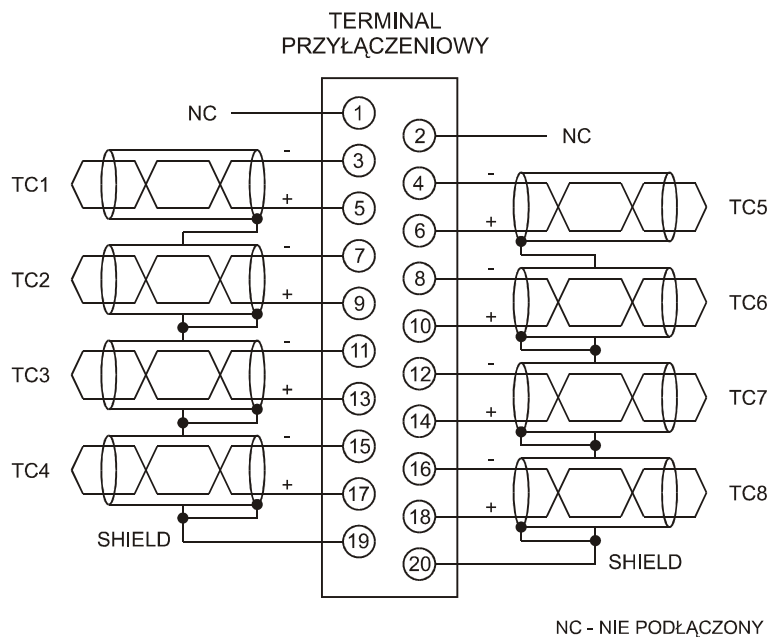 TERMINAL
PRZYŁĄCZENIOWY
NC
1
2
NC
TC1
-
3
+
5
4
-
6
+
TC5
TC2
-
7
+
9
8
-
10
+
TC6
TC3
-
11
+
13
12
-
14
+
TC7
TC4
-
15
+
17
16
-
18
+
TC8
SHIELD
19
20
SHIELD
NC - NIE PODŁĄCZONY